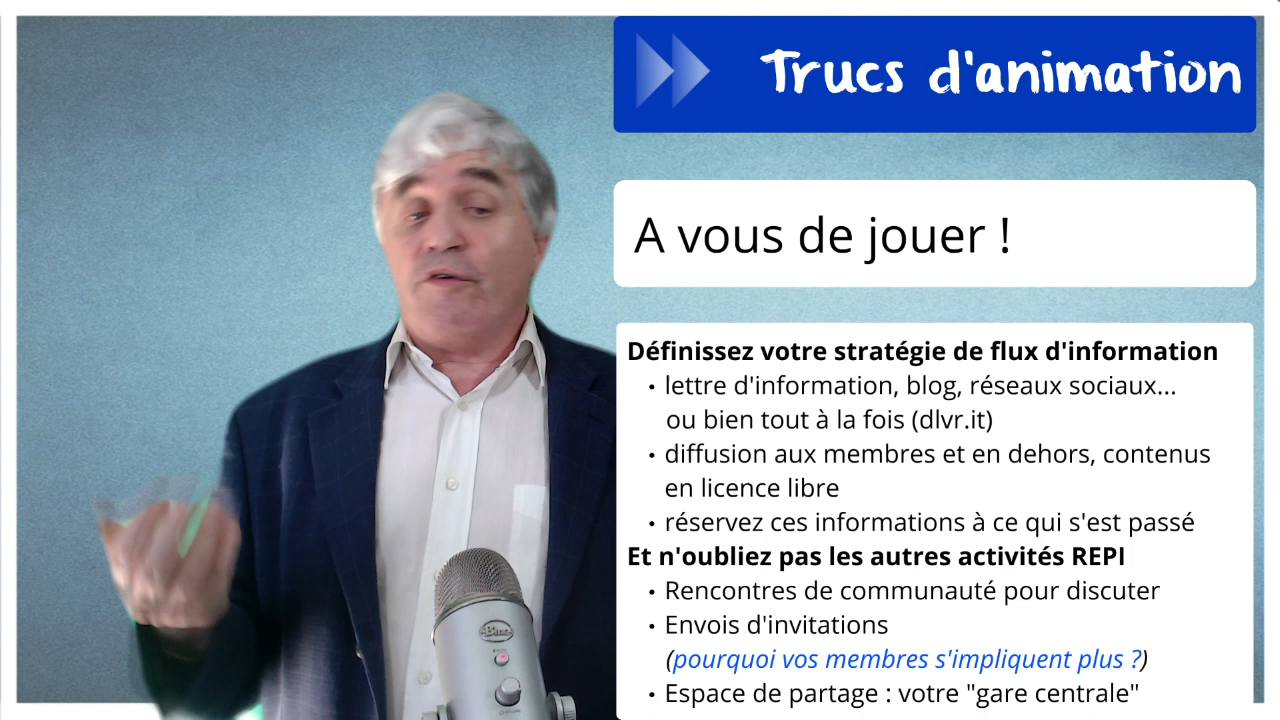 Trucs d'animation
A vous de jouer !
Définissez votre stratégie de flux d'information
• lettre d'information, blog, réseaux sociaux...
ou bien tout à la fois (dlvr.it)
• diffusion aux membres et en dehors, contenus
en licence libre
• réservez ces informations à ce qui s'est passé
Et n'oubliez pas les autres activités REPI
• Rencontres de communauté pour discuter
• Envois d'invitations
(pourquoi vos membres s'impliquent plus ?)
• Espace de partage : votre "gare centrale"
Blue